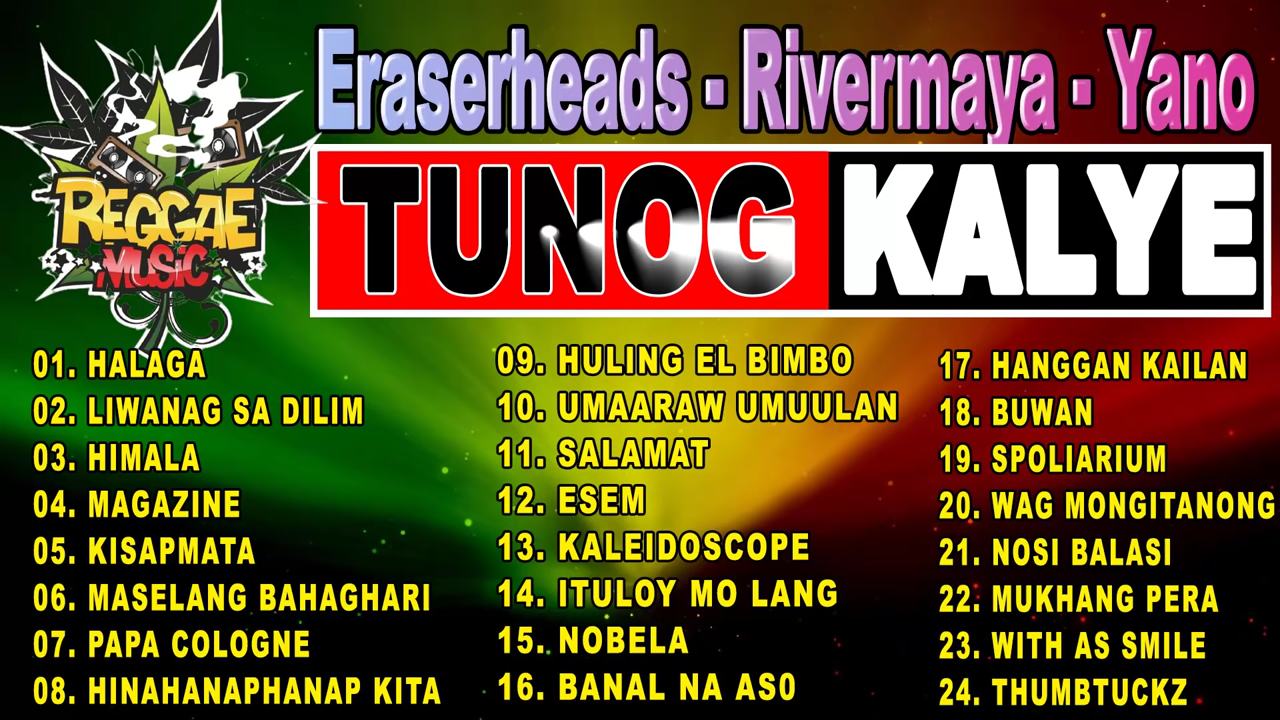 Eraserheads - Rivermaya - Yano
TUNOG KALYE
REGGAE
MUSIC
01. HALAGA
02. LIWANAG SA DILIM
03. HIMALA
04. MAGAZINE
05. KISAPMATA
06. MASELANG BAHAGHARI
07. PAPA COLOGNE
08. HINAHANAPHANAP KITA
09. HULING EL BIMBO
10. UMAARAW UMUULAN
11. SALAMAT
12. ESEM
13. KALEIDOSCOPE
14. ITULOY MO LANG
15. NOBELA
16. BANAL NA AS0
17. HANGGAN KAILAN
18. BUWAN
19. SPOLIARIUM
20. WAG MONGITANONG
21. NOSI BALASI
22. MUKHANG PERA
23. WITH AS SMILE
24. THUMBTUCKZ